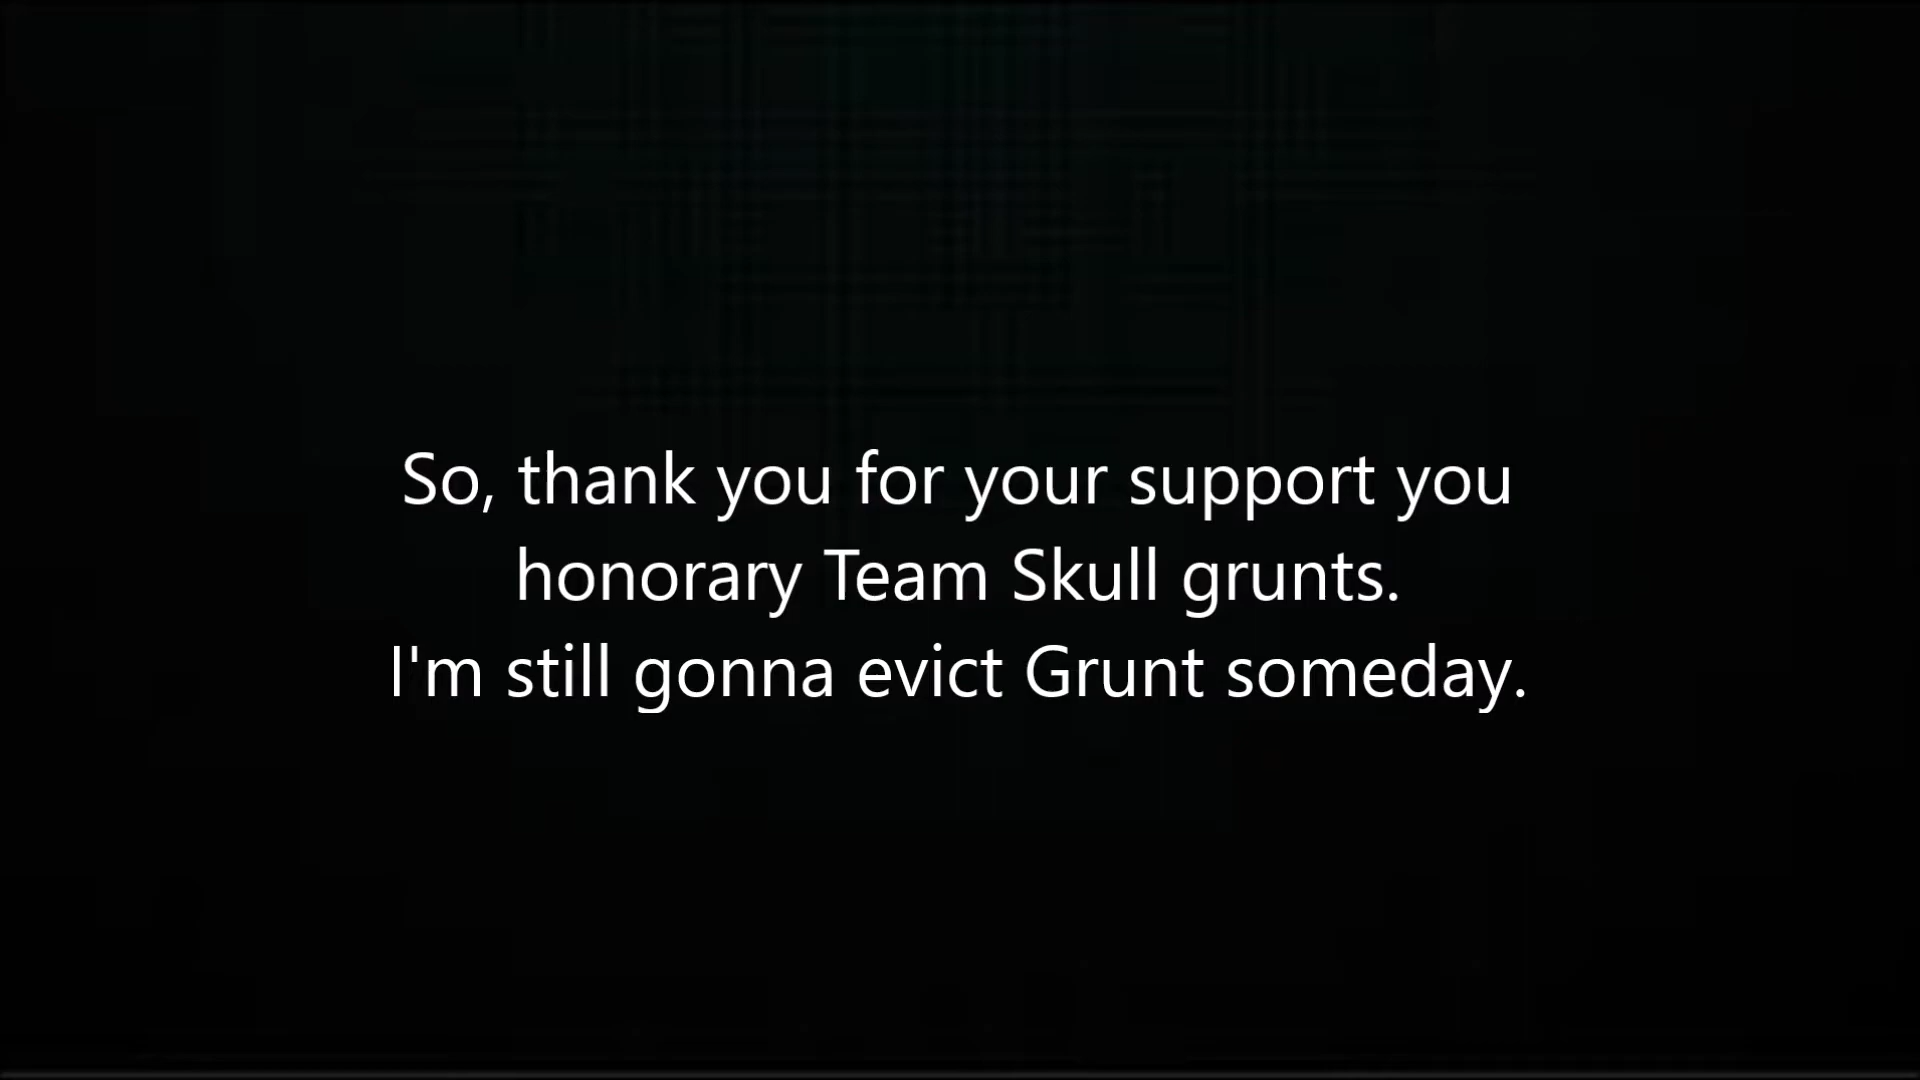 So, thank you for your support you
honorary Team Skull grunts.
I'm still gonna evict Grunt someday.